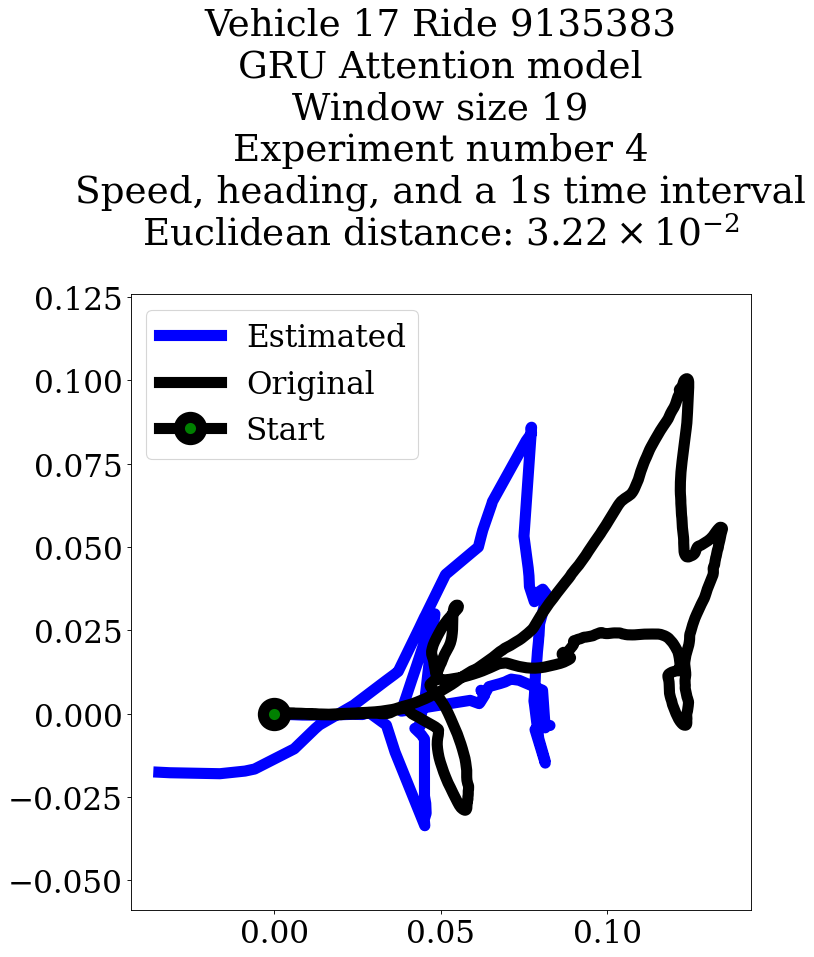 Vehicle 17 Ride 9135383
GRU Attention model
Window size 19
Experiment number 4
Speed, heading, and a 1s time interval
Euclidean distance: 3.22 × 10⁻²
0.125
0.100
0.075
0.050
0.025
0.000
−0.025
−0.050
Estimated
Original
Start
0.00 0.05 0.10